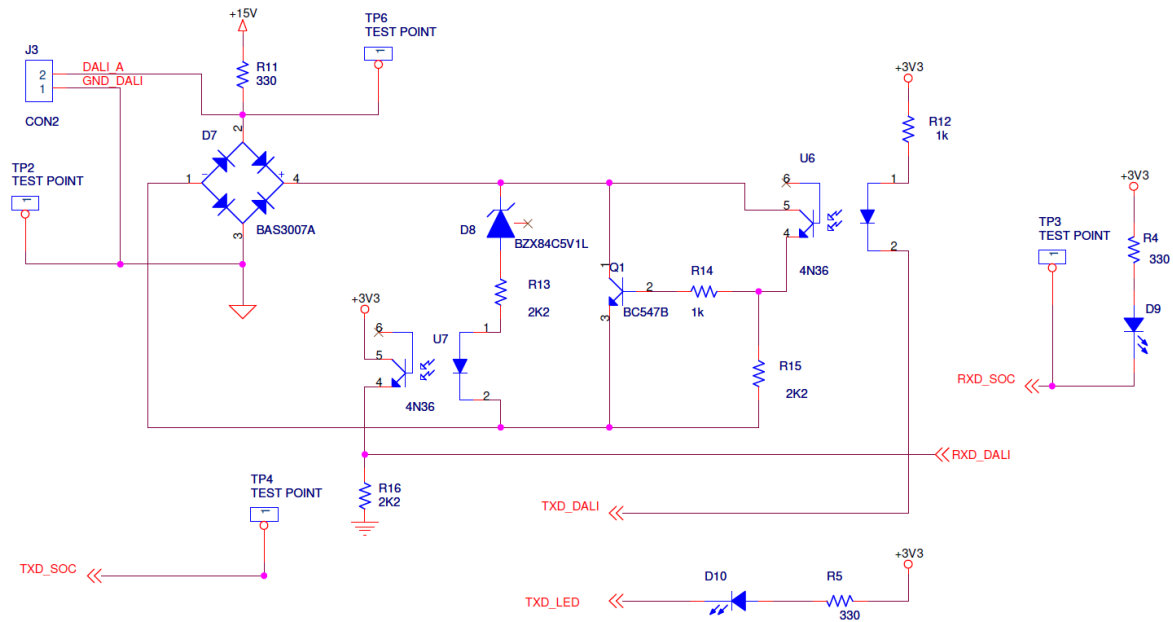 +15V
TP6
TEST POINT
1
J3
2
1
CON2
DALI_A
GND_DALI
R11
330
D7
2
1
-
+
4
3
BAS3007A
TP2
TEST POINT
1
+3V3
R12
1k
U6
6
5
4
4N36
1
2
D8
BZX84C5V1L
R13
2K2
Q1
1
2
3
BC547B
R14
1k
R15
2K2
+3V3
6
5
4
U7
4N36
1
2
TP3
TEST POINT
1
+3V3
R4
330
D9
RXD_SOC
RXD_DALI
R16
2K2
TP4
TEST POINT
1
TXD_DALI
TXD_SOC
+3V3
D10
R5
330
TXD_LED